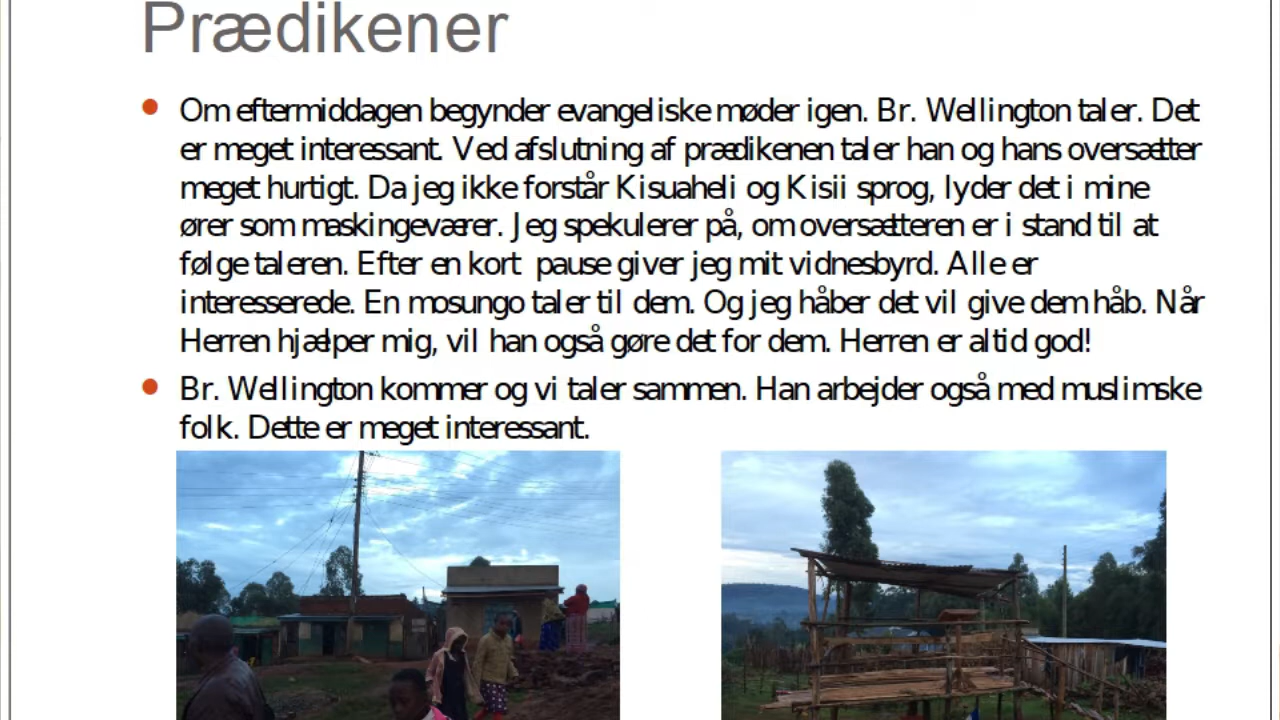 Prædikener
Om eftermiddagen begynder evangeliske møder igen. Br. Wellington taler. Det
er meget interessant. Ved afslutning af prædikenen taler han og hans oversætter
meget hurtigt. Da jeg ikke forstår Kisuaheli og Kisii sprog, lyder det i mine
ører som maskingeværer. Jeg spekulerer på, om oversætteren er i stand til at
følge taleren. Efter en kort pause giver jeg mit vidnesbyrd. Alle er
interesserede. En mosungo taler til dem. Og jeg håber det vil give dem håb. Når
Herren hjælper mig, vil han også gøre det for dem. Herren er altid god!
Br. Wellington kommer og vi taler sammen. Han arbejder også med muslimske
folk. Dette er meget interessant.